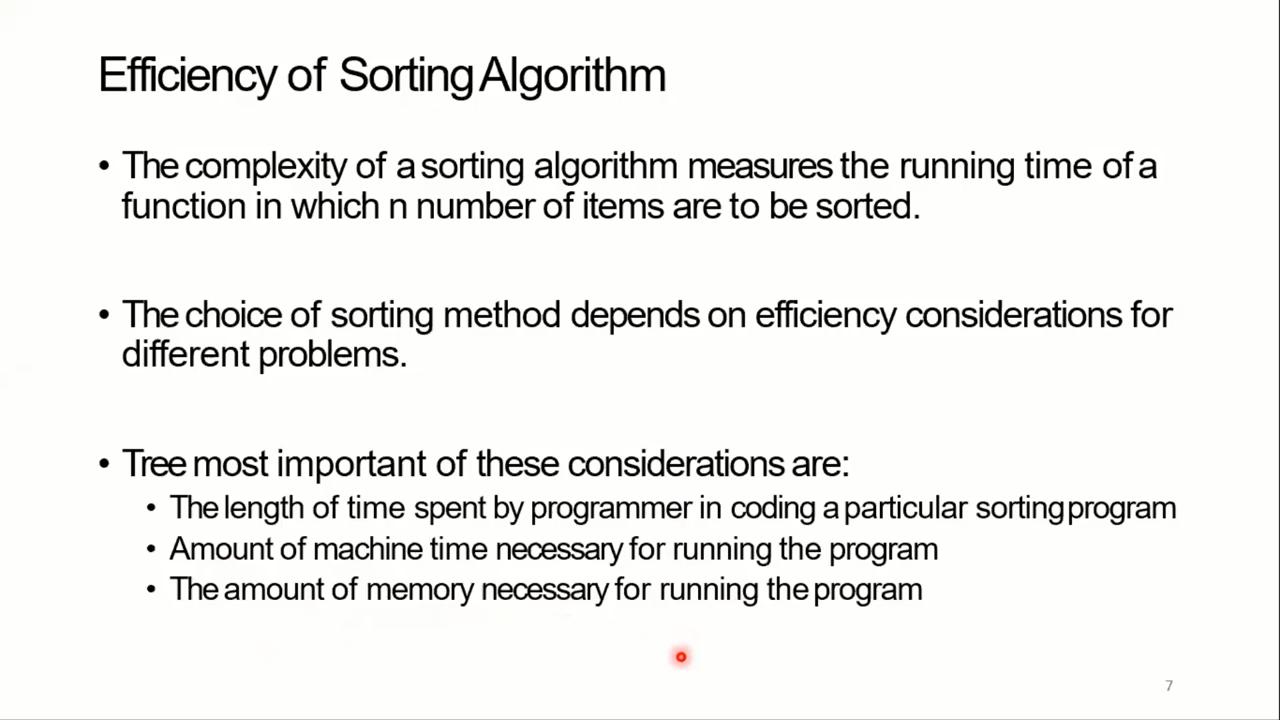 Efficiency of Sorting Algorithm
• The complexity of a sorting algorithm measures the running time of a
function in which n number of items are to be sorted.
• The choice of sorting method depends on efficiency considerations for
different problems.
• Tree most important of these considerations are:
• The length of time spent by programmer in coding a particular sorting program
• Amount of machine time necessary for running the program
• The amount of memory necessary for running the program
7